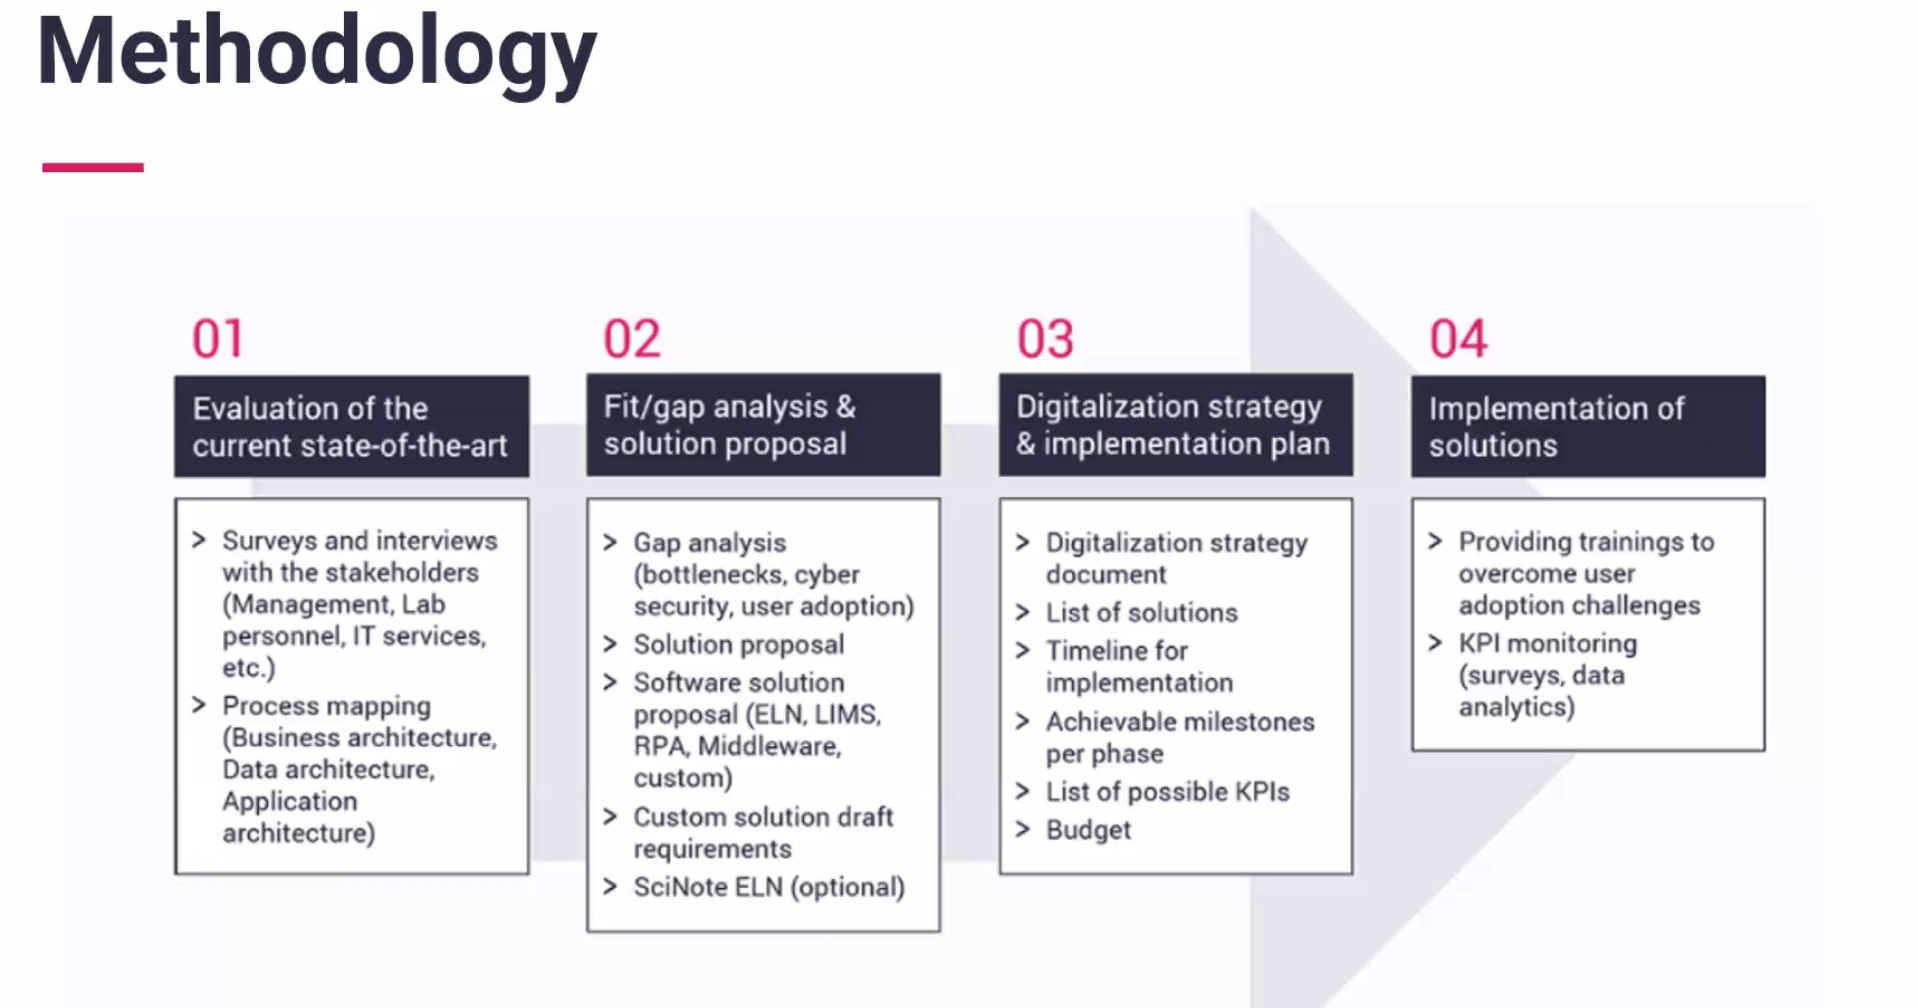 Methodology
01
Evaluation of the
current state-of-the-art
> Surveys and interviews
with the stakeholders
(Management, Lab
personnel, IT services,
etc.)
> Process mapping
(Business architecture,
Data architecture,
Application
architecture)
02
Fit/gap analysis &
solution proposal
> Gap analysis
(bottlenecks, cyber
security, user adoption)
> Solution proposal
> Software solution
proposal (ELN, LIMS,
RPA, Middleware,
custom)
> Custom solution draft
requirements
> SciNote ELN (optional)
03
Digitalization strategy
& implementation plan
> Digitalization strategy
document
> List of solutions
> Timeline for
implementation
> Achievable milestones
per phase
> List of possible KPIs
> Budget
04
Implementation of
solutions
> Providing trainings to
overcome user
adoption challenges
> KPI monitoring
(surveys, data
analytics)